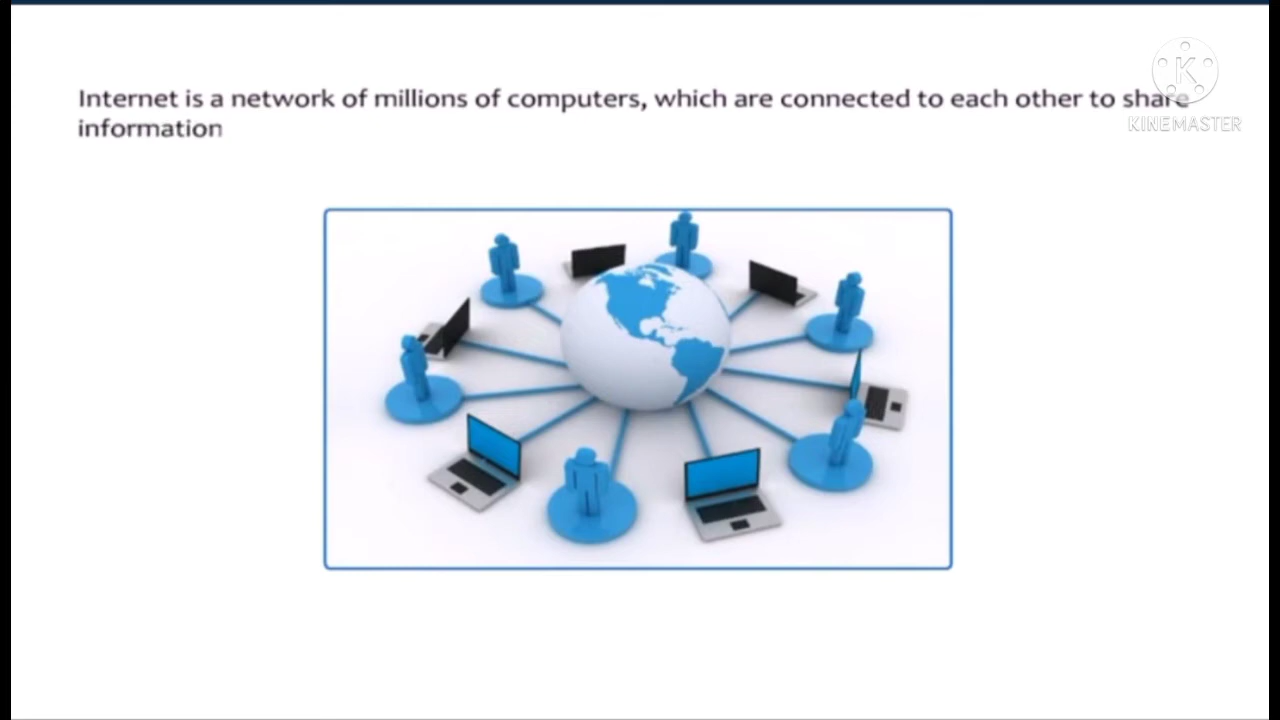 Internet is a network of millions of computers, which are connected to each other to share
information
K
KINEMASTER